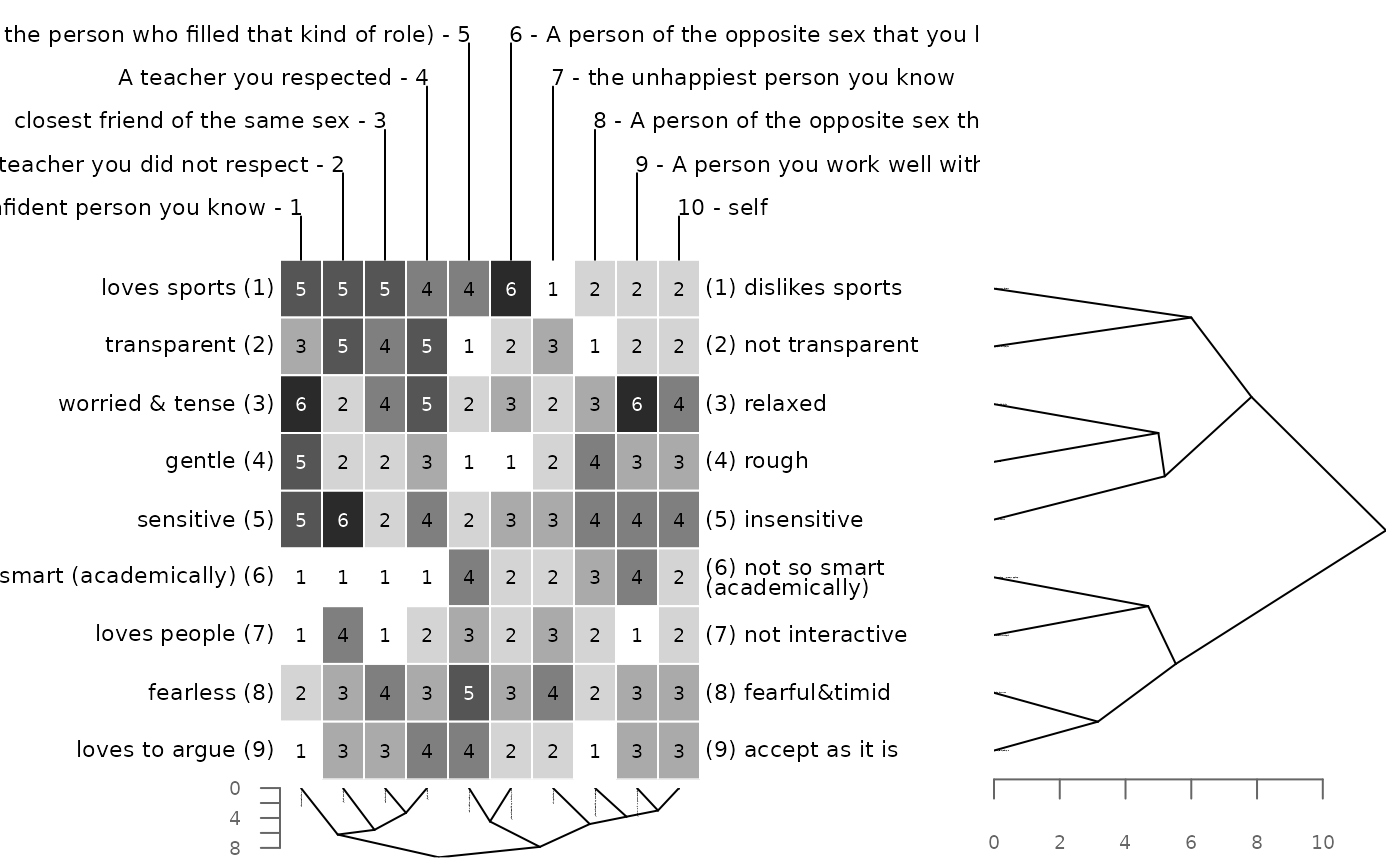 the person who filled that kind of role) - 5 6 - A person of the opposite sex that you
A teacher you respected - 4 7 - the unhappiest person you know
closest friend of the same sex - 3 8 - A person of the opposite sex th
teacher you did not respect - 2 9 - A person you work well with
nfident person you know - 1 10 - self
loves sports (1) 5 5 5 4 4 6 1 2 2 2 (1) dislikes sports
transparent (2) 3 5 4 5 1 2 3 1 2 2 (2) not transparent
worried & tense (3) 6 2 4 5 2 3 2 3 6 4 (3) relaxed
gentle (4) 5 2 2 3 1 1 2 4 3 3 (4) rough
sensitive (5) 5 6 2 4 2 3 3 4 4 4 (5) insensitive
smart (academically) (6) 1 1 1 1 4 2 2 3 4 2 (6) not so smart
(academically)
loves people (7) 1 4 1 2 3 2 3 2 1 2 (7) not interactive
fearless (8) 2 3 4 3 5 3 4 2 3 3 (8) fearful&timid
loves to argue (9) 1 3 3 4 4 2 2 1 3 3 (9) accept as it is
0
4
8
0 2 4 6 8 10